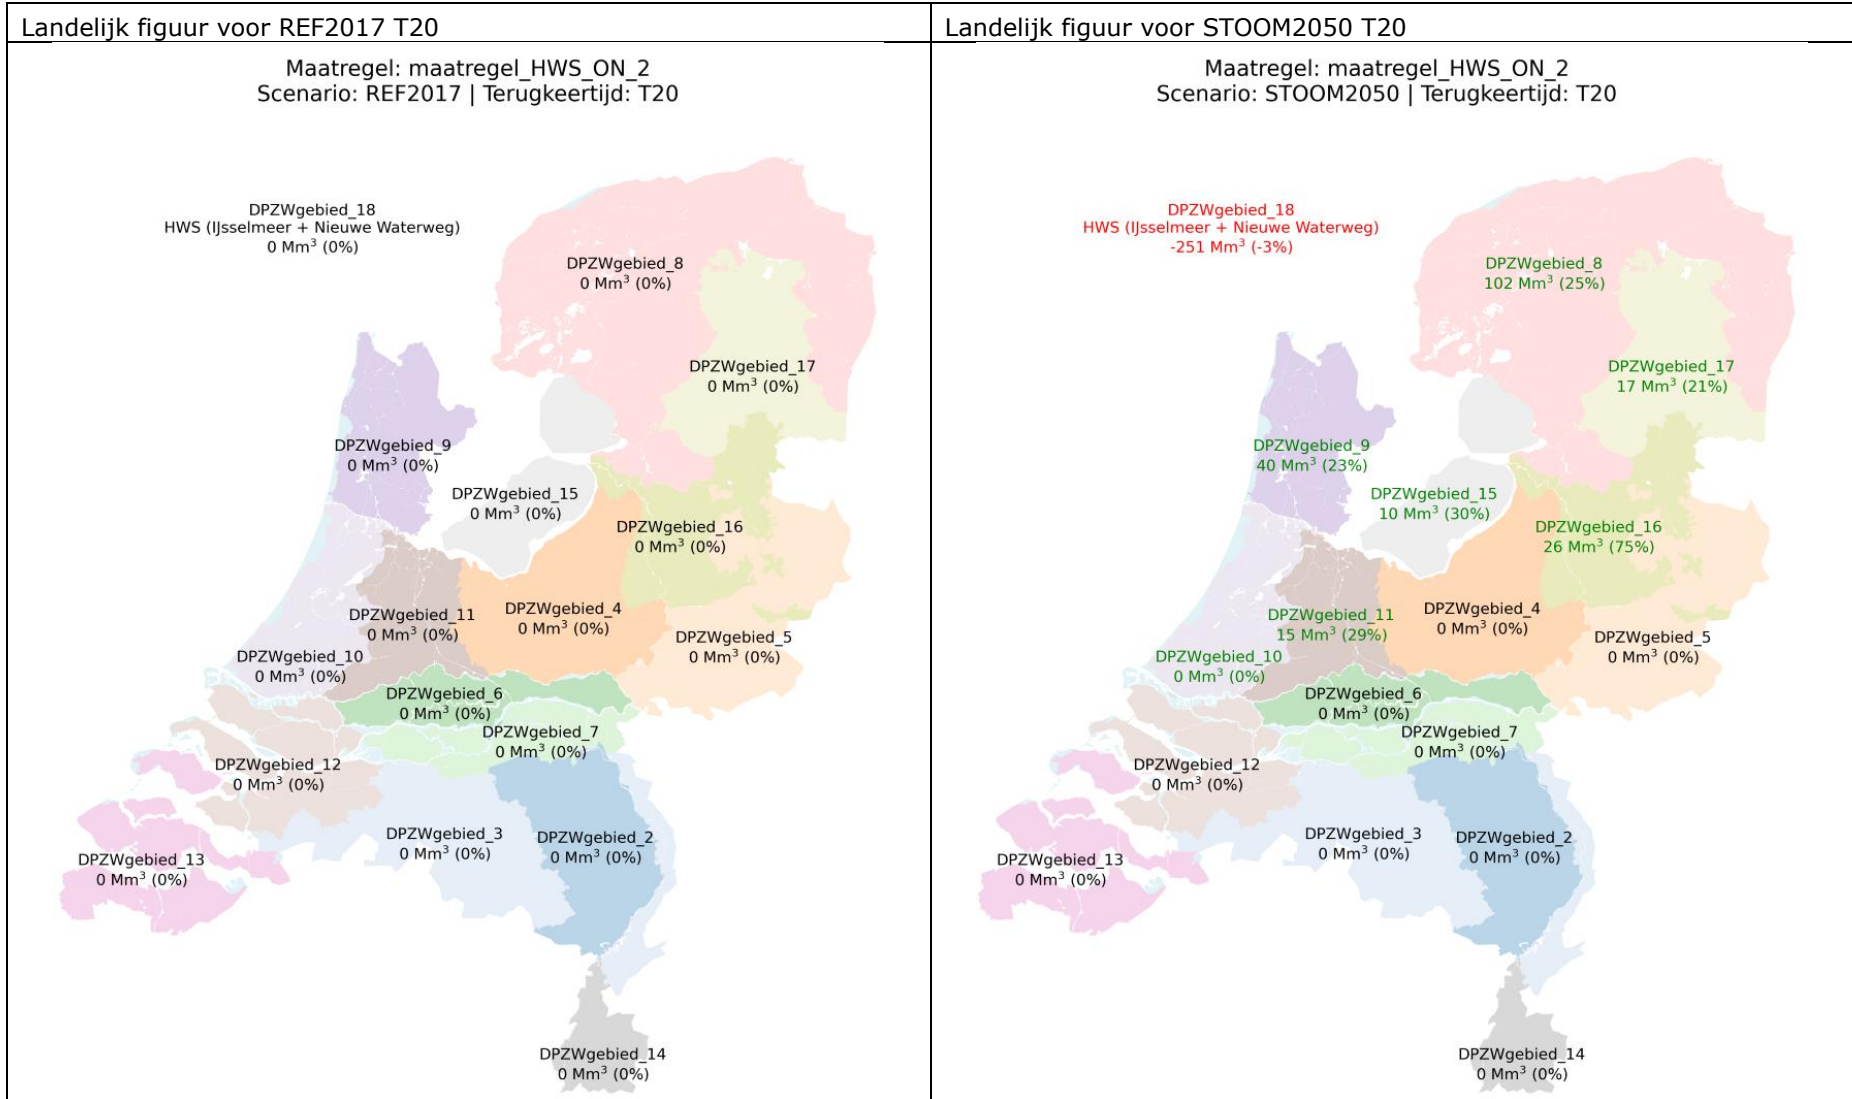 Landelijk figuur voor REF2017 T20
Maatregel: maatregel_HWS_ON_2
Scenario: REF2017 | Terugkeertijd: T20
DPZWgebied_18
HWS (IJsselmeer + Nieuwe Waterweg)
0 Mm³ (0%)
DPZWgebied_8
0 Mm³ (0%)
DPZWgebied_17
0 Mm³ (0%)
DPZWgebied_9
0 Mm³ (0%)
DPZWgebied_15
0 Mm³ (0%)
DPZWgebied_16
0 Mm³ (0%)
DPZWgebied_11
0 Mm³ (0%)
DPZWgebied_4
0 Mm³ (0%)
DPZWgebied_5
0 Mm³ (0%)
DPZWgebied_10
0 Mm³ (0%)
DPZWgebied_6
0 Mm³ (0%)
DPZWgebied_7
0 Mm³ (0%)
DPZWgebied_12
0 Mm³ (0%)
DPZWgebied_3
0 Mm³ (0%)
DPZWgebied_2
0 Mm³ (0%)
DPZWgebied_13
0 Mm³ (0%)
DPZWgebied_14
0 Mm³ (0%)
Landelijk figuur voor STOOM2050 T20
Maatregel: maatregel_HWS_ON_2
Scenario: STOOM2050 | Terugkeertijd: T20
DPZWgebied_18
HWS (IJsselmeer + Nieuwe Waterweg)
-251 Mm³ (-3%)
DPZWgebied_8
102 Mm³ (25%)
DPZWgebied_17
17 Mm³ (21%)
DPZWgebied_9
40 Mm³ (23%)
DPZWgebied_15
10 Mm³ (30%)
DPZWgebied_16
26 Mm³ (75%)
DPZWgebied_11
15 Mm³ (29%)
DPZWgebied_4
0 Mm³ (0%)
DPZWgebied_5
0 Mm³ (0%)
DPZWgebied_10
0 Mm³ (0%)
DPZWgebied_6
0 Mm³ (0%)
DPZWgebied_7
0 Mm³ (0%)
DPZWgebied_12
0 Mm³ (0%)
DPZWgebied_3
0 Mm³ (0%)
DPZWgebied_2
0 Mm³ (0%)
DPZWgebied_13
0 Mm³ (0%)
DPZWgebied_14
0 Mm³ (0%)